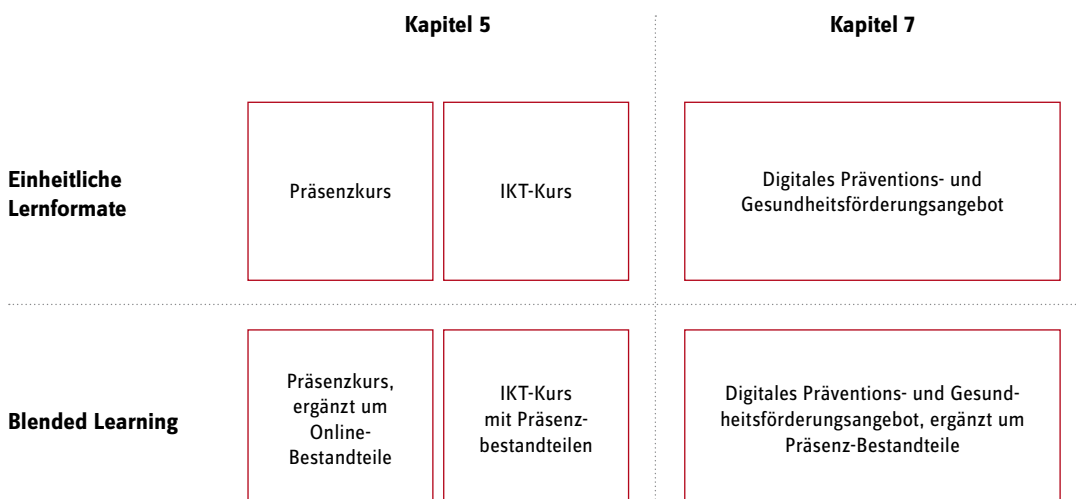 Kapitel 5
Kapitel 7
Einheitliche
Lernformate
Präsenzkurs
IKT-Kurs
Digitales Präventions- und
Gesundheitsförderungsangebot
Blended Learning
Präsenzkurs,
ergänzt um
Online-
Bestandteile
IKT-Kurs
mit Präsenz-
bestandteilen
Digitales Präventions- und Gesund-
heitsförderungsangebot, ergänzt um
Präsenz-Bestandteile